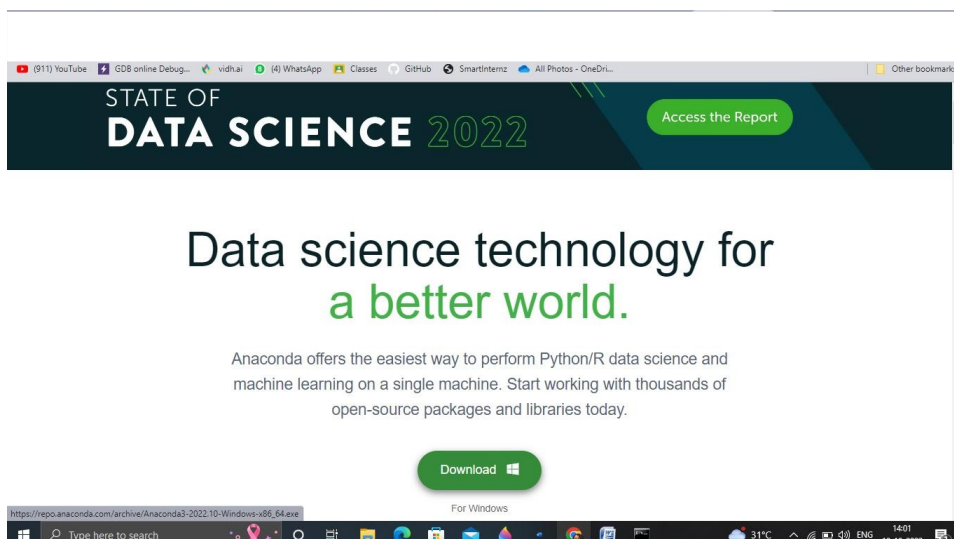 (911) YouTube GDB online Debug... vidh.ai (4) WhatsApp Classes GitHub SmartInternz All Photos - OneDri... Other bookmark
STATE OF
DATA SCIENCE 2022
Access the Report
Data science technology for
a better world.
Anaconda offers the easiest way to perform Python/R data science and
machine learning on a single machine. Start working with thousands of
open-source packages and libraries today.
Download
For Windows
https://repo.anaconda.com/archive/Anaconda3-2022.10-Windows-x86_64.exe
Type here to search 31°C ENG 14:01